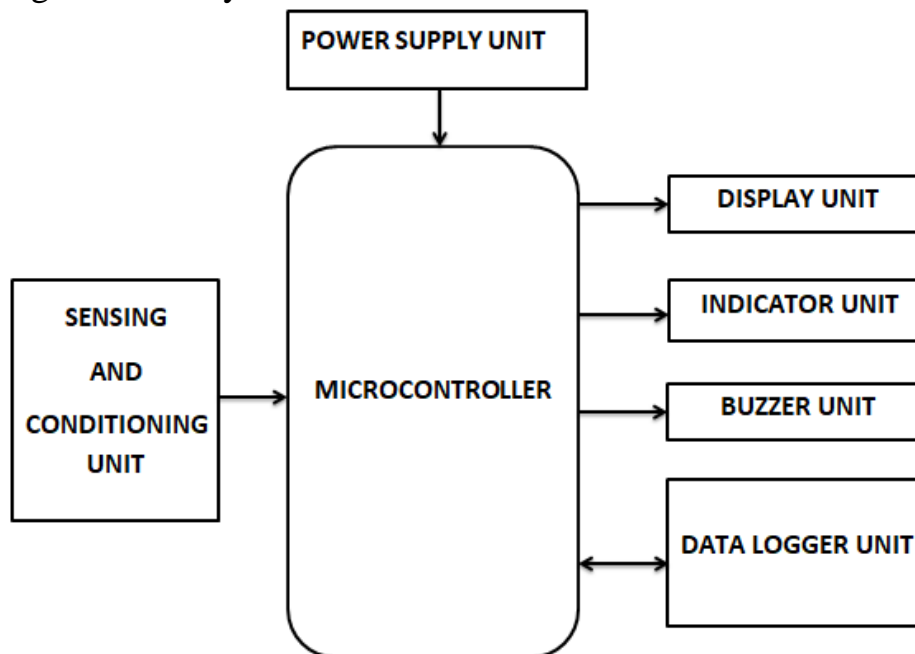 POWER SUPPLY UNIT
DISPLAY UNIT
INDICATOR UNIT
SENSING
AND
CONDITIONING
UNIT
MICROCONTROLLER
BUZZER UNIT
DATA LOGGER UNIT